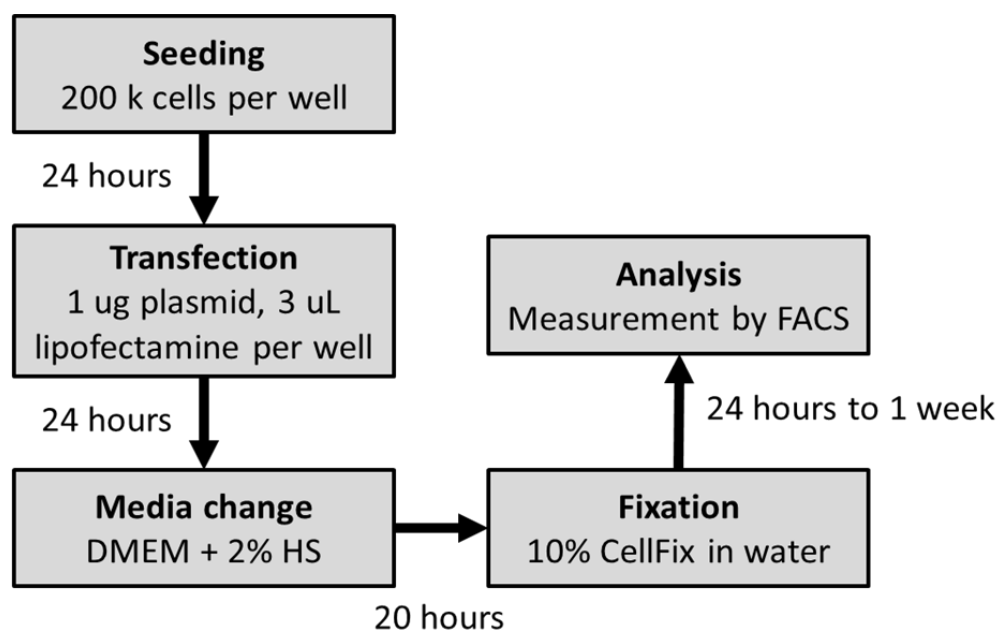 Seeding
200 k cells per well
24 hours
Transfection
1 ug plasmid, 3 uL
lipofectamine per well
24 hours
Media change
DMEM + 2% HS
20 hours
Fixation
10% CellFix in water
24 hours to 1 week
Analysis
Measurement by FACS